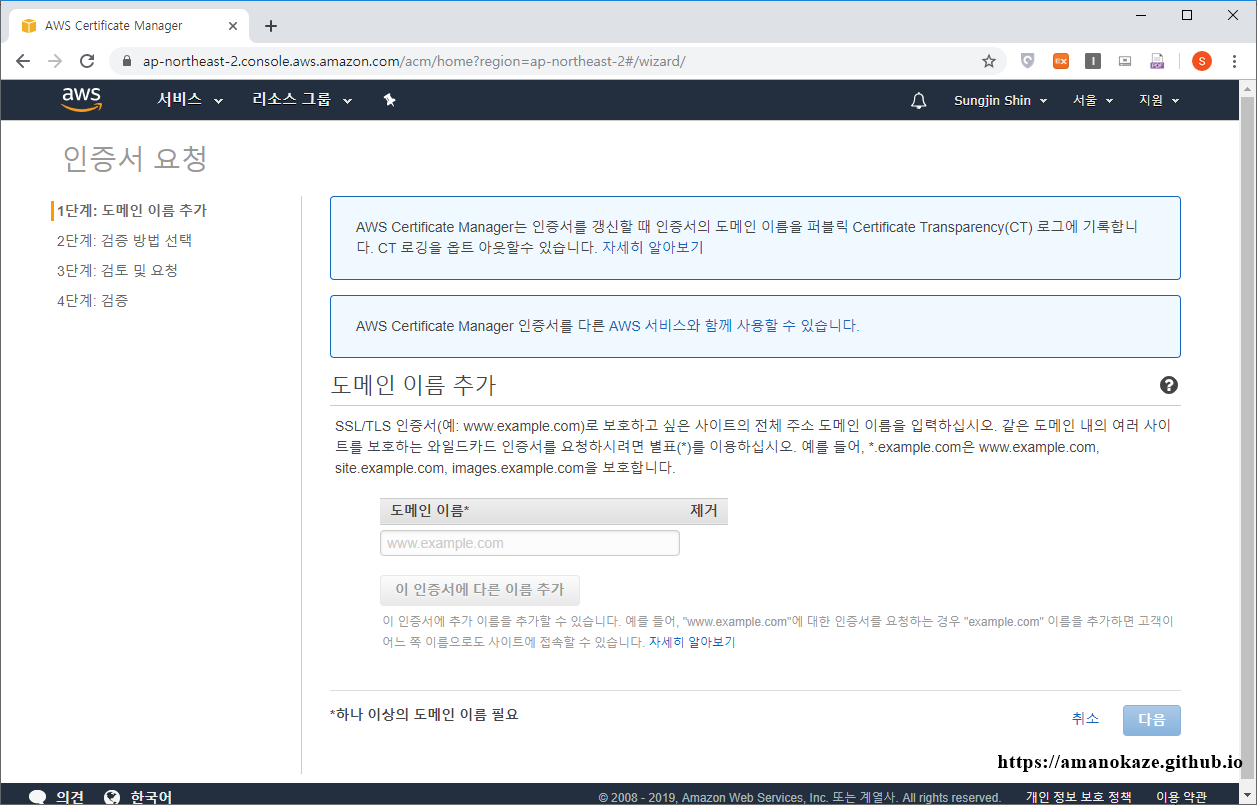 AWS Certificate Manager
ap-northeast-2.console.aws.amazon.com/acm/home?region=ap-northeast-2#/wizard/
EX
I
PDF
S
aws
서비스
리소스 그룹
Sungjin Shin
서울
지원
인증서 요청
1단계: 도메인 이름 추가
2단계: 검증 방법 선택
3단계: 검토 및 요청
4단계: 검증
AWS Certificate Manager는 인증서를 갱신할 때 인증서의 도메인 이름을 퍼블릭 Certificate Transparency(CT) 로그에 기록합니
다. CT 로깅을 옵트 아웃할수 있습니다. 자세히 알아보기
AWS Certificate Manager 인증서를 다른 AWS 서비스와 함께 사용할 수 있습니다.
도메인 이름 추가
?
SSL/TLS 인증서(예: www.example.com)로 보호하고 싶은 사이트의 전체 주소 도메인 이름을 입력하십시오. 같은 도메인 내의 여러 사이
트를 보호하는 와일드카드 인증서를 요청하시려면 별표(*)를 이용하십시오. 예를 들어, *.example.com은 www.example.com,
site.example.com, images.example.com을 보호합니다.
도메인 이름* 제거
www.example.com
이 인증서에 다른 이름 추가
이 인증서에 추가 이름을 추가할 수 있습니다. 예를 들어, "www.example.com"에 대한 인증서를 요청하는 경우 "example.com" 이름을 추가하면 고객이
어느 쪽 이름으로도 사이트에 접속할 수 있습니다. 자세히 알아보기
*하나 이상의 도메인 이름 필요
취소
다음
https://amanokaze.github.io
의견
한국어
© 2008 - 2019, Amazon Web Services, Inc. 또는 계열사. All rights reserved.
개인 정보 보호 정책
이용 약관